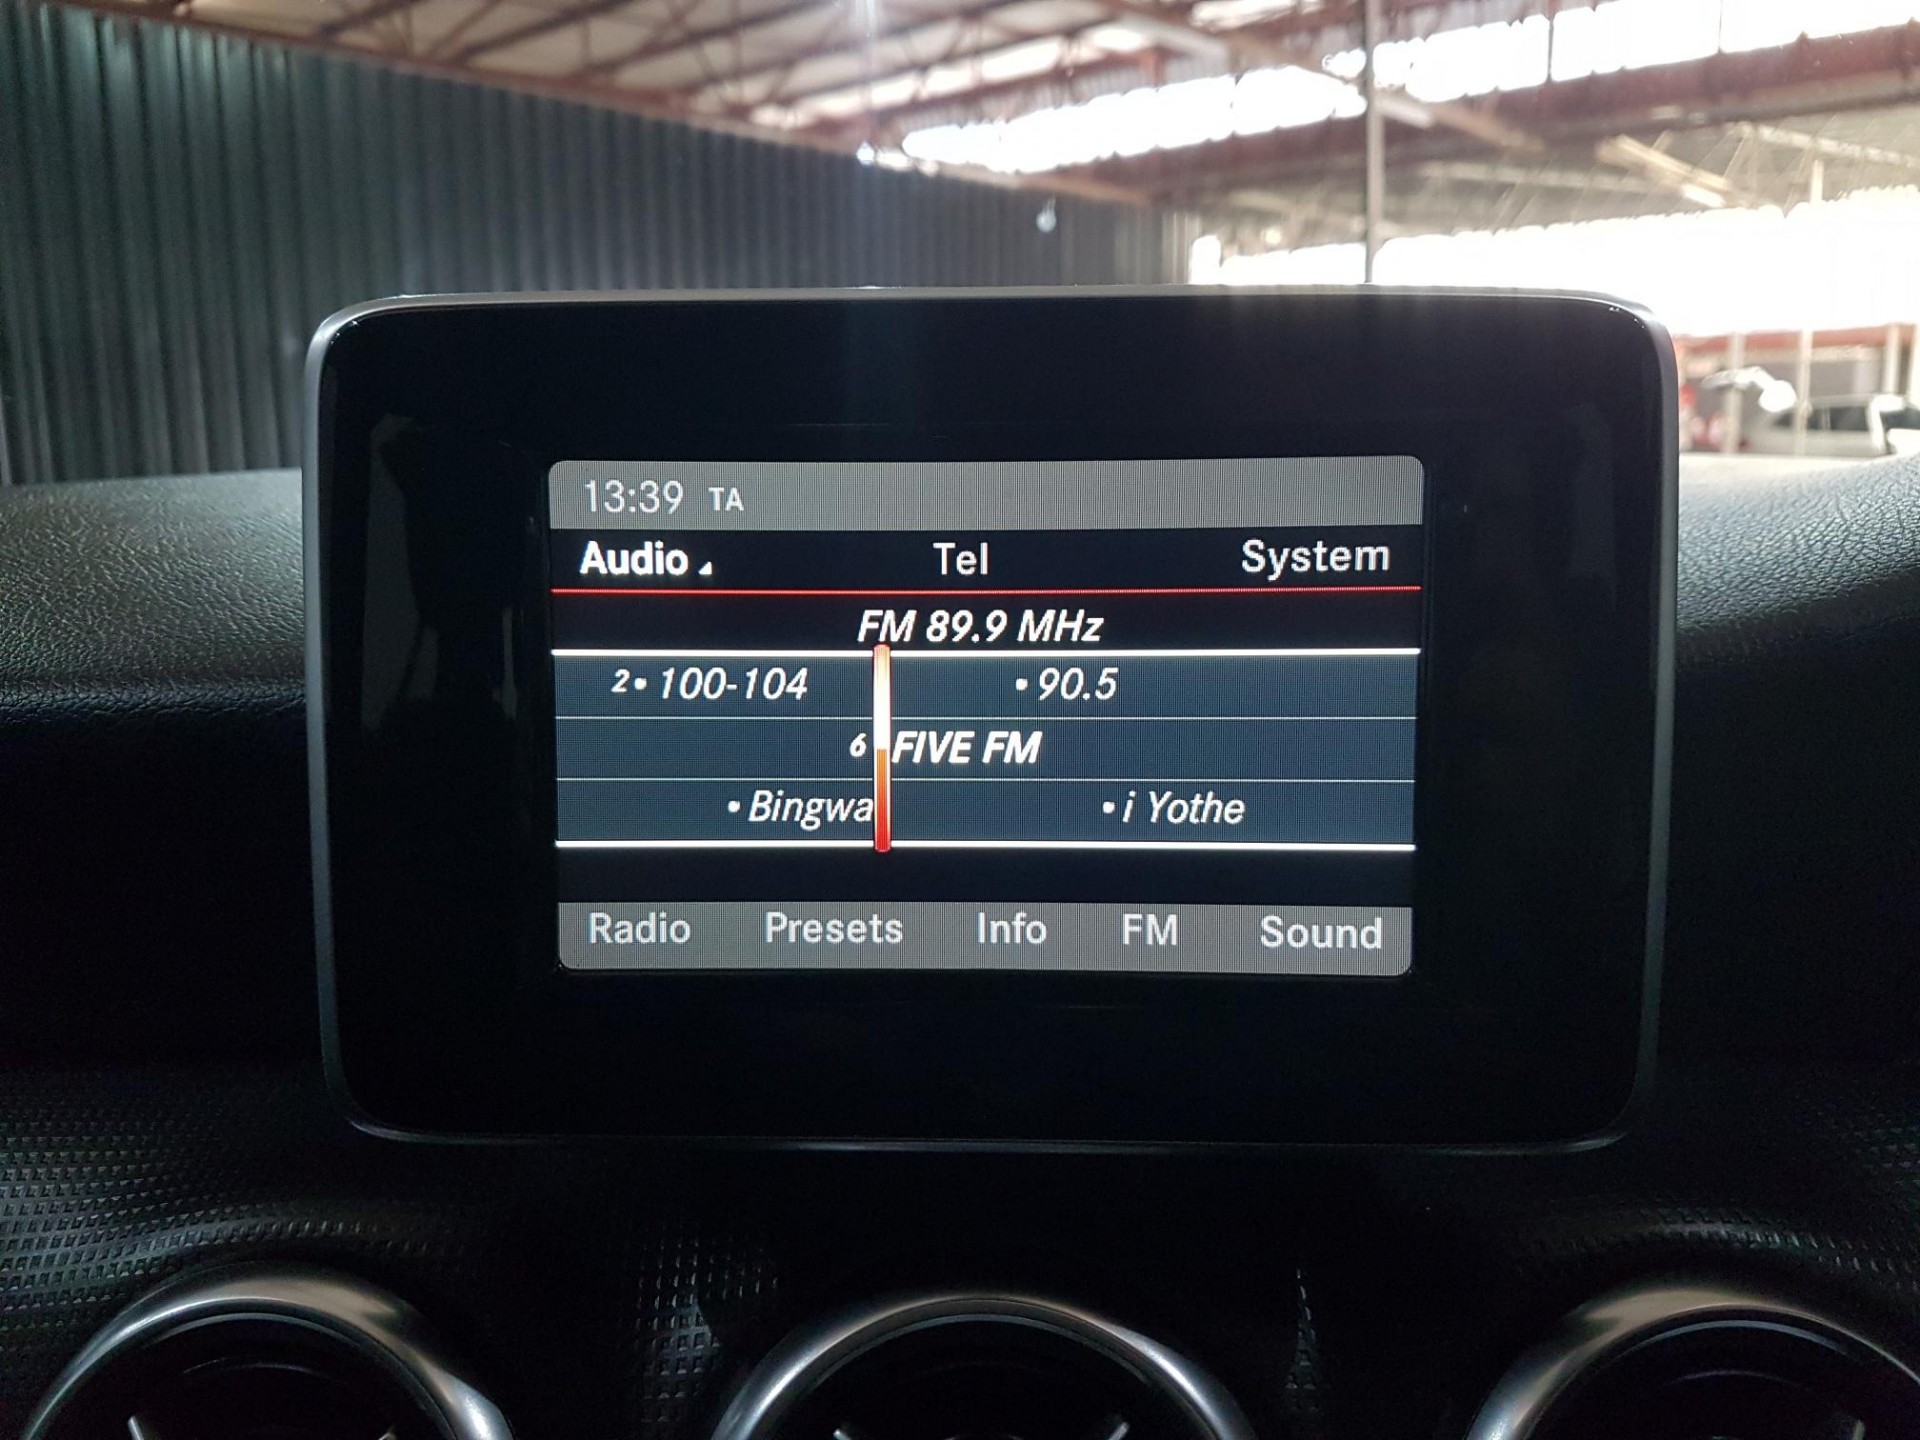 13:39 TA
Audio Tel System
FM 89.9 MHz
2 • 100-104 • 90.5
6 FIVE FM
• Bingwa • i Yothe
Radio Presets Info FM Sound